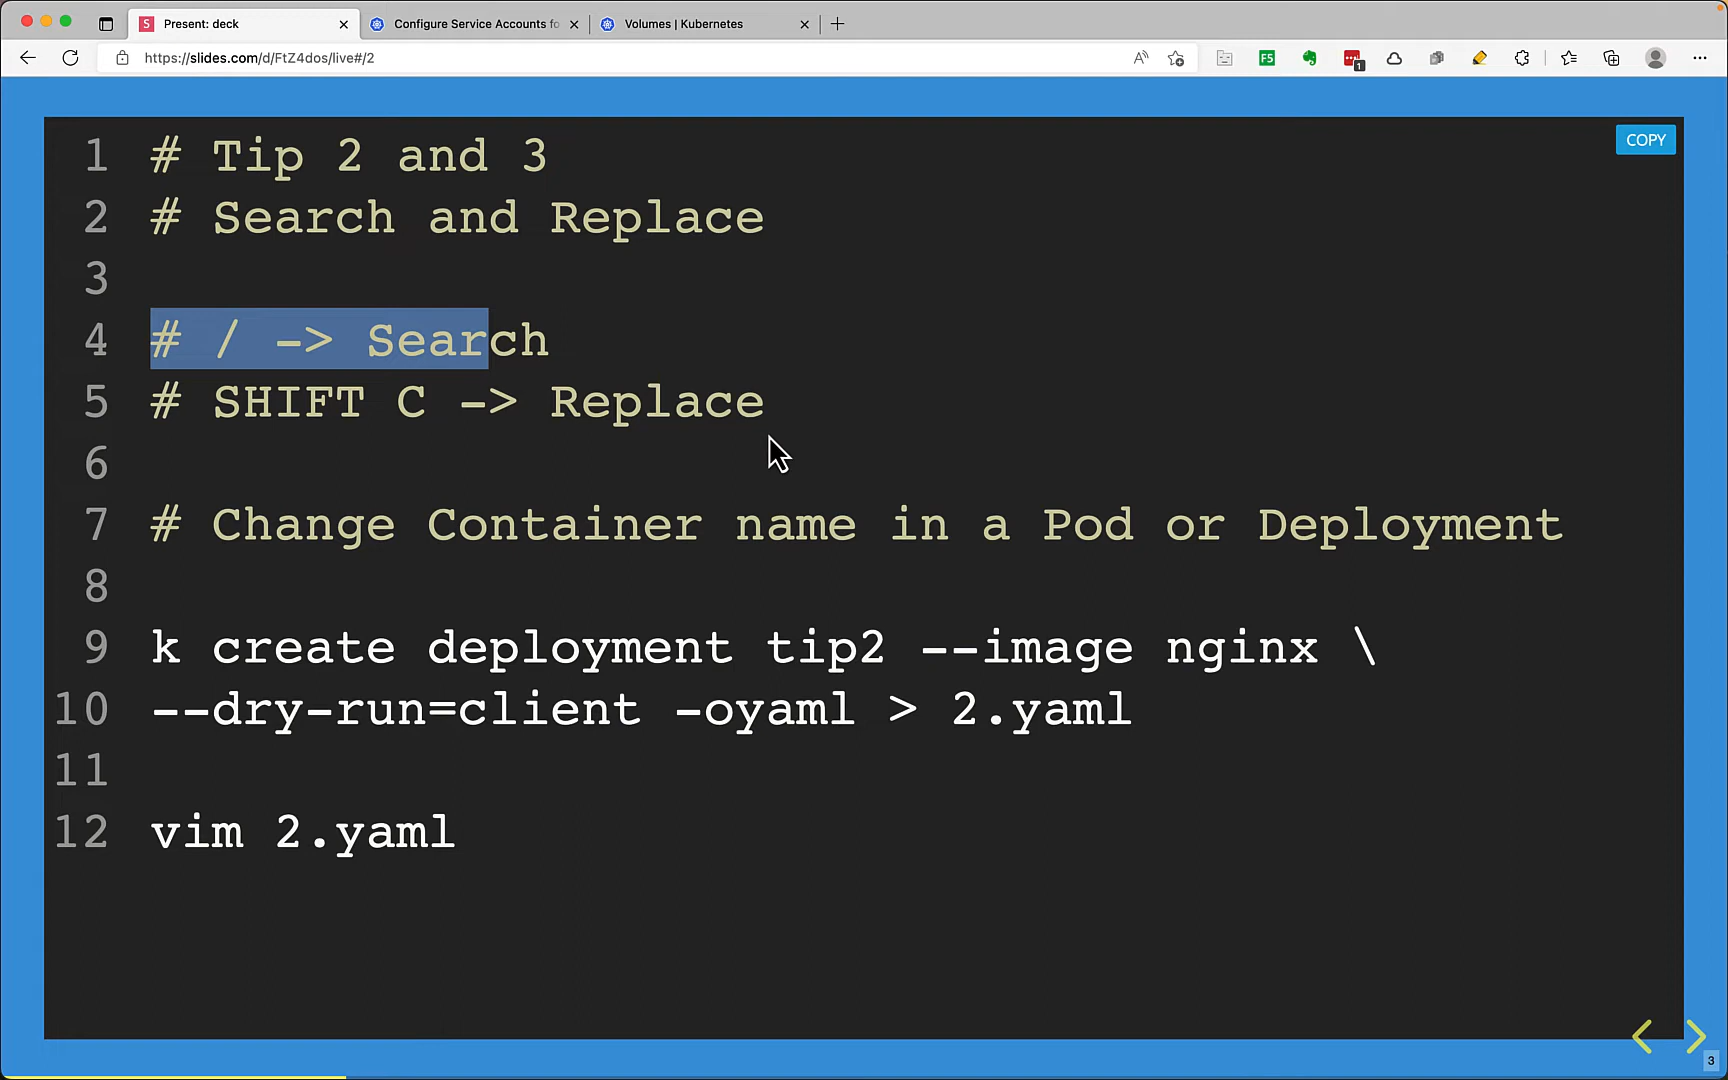 Present: deck
Configure Service Accounts fo
Volumes | Kubernetes
https://slides.com/d/FtZ4dos/live#/2
F5
1
COPY
1 # Tip 2 and 3
2 # Search and Replace
3
4 # / -> Search
5 # SHIFT C -> Replace
6
7 # Change Container name in a Pod or Deployment
8
9 k create deployment tip2 --image nginx \
10 --dry-run=client -oyaml > 2.yaml
11
12 vim 2.yaml
3